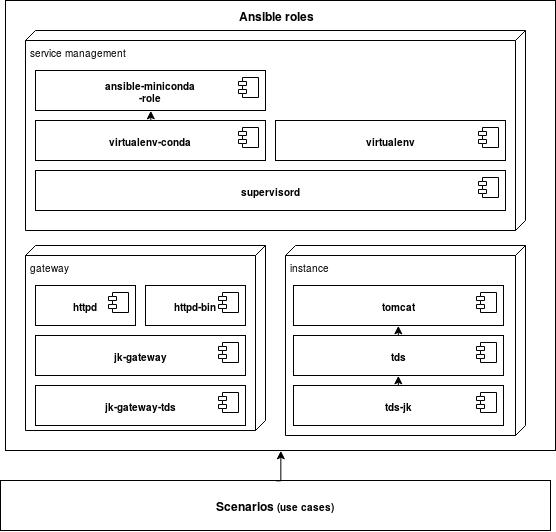 Ansible roles
service management
ansible-miniconda
-role
virtualenv-conda
virtualenv
supervisord
gateway
httpd
httpd-bin
jk-gateway
jk-gateway-tds
instance
tomcat
tds
tds-jk
Scenarios (use cases)